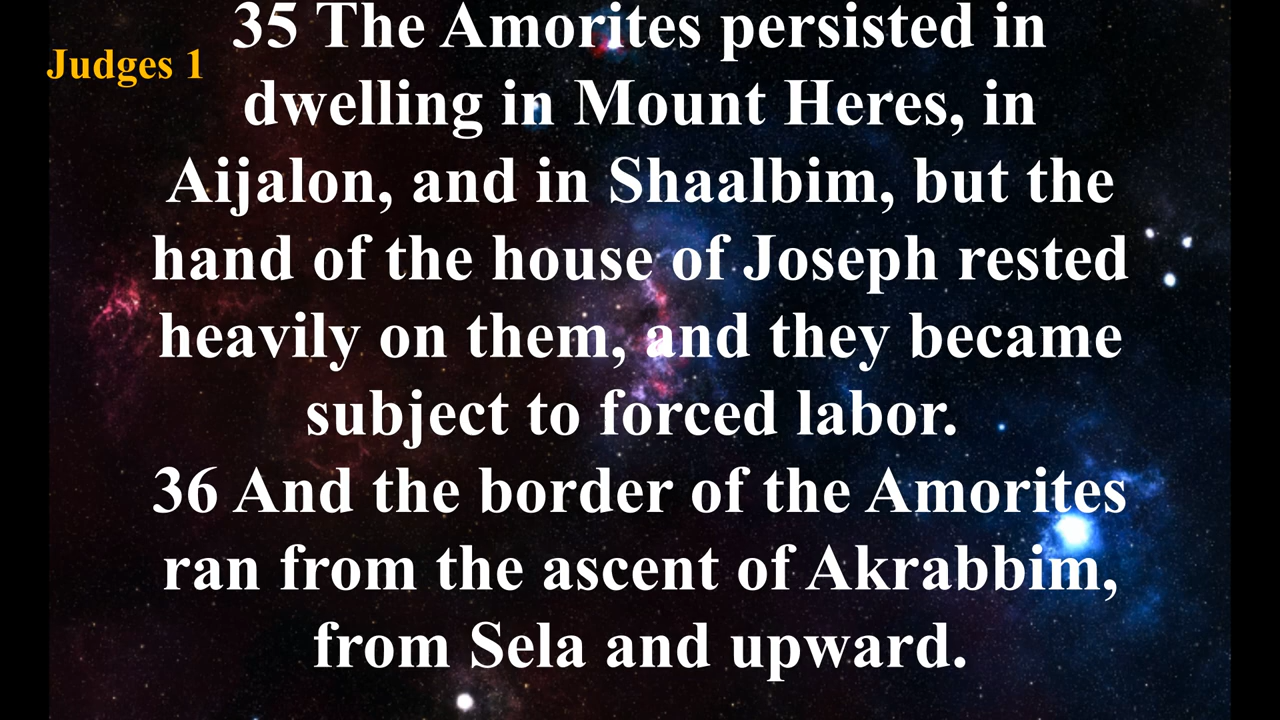 Judges 1
35 The Amorites persisted in
dwelling in Mount Heres, in
Aijalon, and in Shaalbim, but the
hand of the house of Joseph rested
heavily on them, and they became
subject to forced labor.
36 And the border of the Amorites
ran from the ascent of Akrabbim,
from Sela and upward.